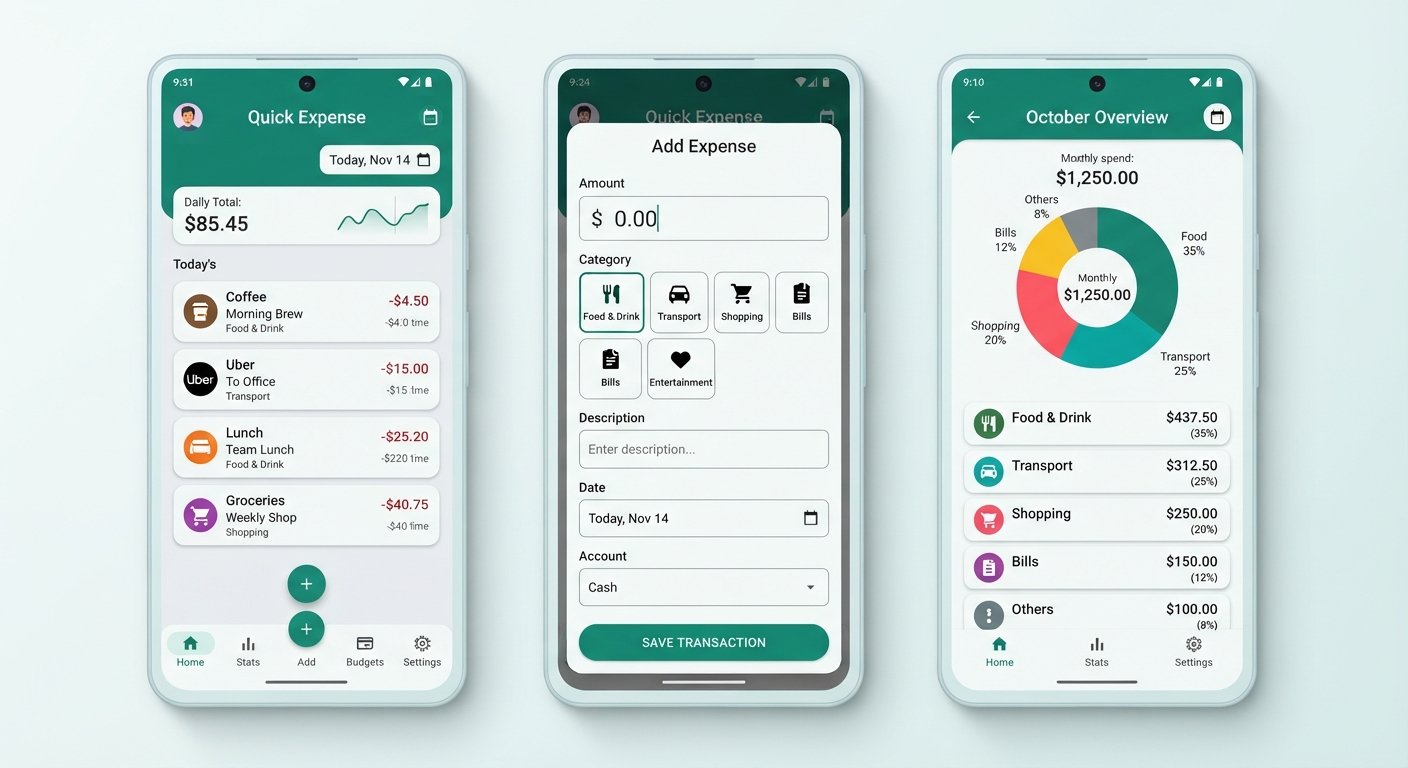 9:31
Quick Expense
Today, Nov 14
Daily Total:
$85.45
Today's
Coffee
-$4.50
Morning Brew
-$4.0 tme
Food & Drink
Uber
Uber
-$15.00
To Office
-$15 1me
Transport
Lunch
-$25.20
Team Lunch
-$220 1me
Food & Drink
Groceries
-$40.75
Weekly Shop
-$40
Shopping
Home
Stats
Add
Budgets
Settings
9:24
Quick Expense
Add Expense
Amount
$ 0.00
Category
Food & Drink
Transport
Shopping
Bills
Bills
Entertainment
Description
Enter description...
Date
Today, Nov 14
Account
Cash
SAVE TRANSACTION
9:10
October Overview
Monthly spend:
$1,250.00
Others
8%
Bills
12%
Food
35%
Monthly
$1,250.00
Shopping
20%
Transport
25%
Food & Drink
$437.50
(35%)
Transport
$312.50
(25%)
Shopping
$250.00
(20%)
Bills
$150.00
(12%)
Others
$100.00
(8%)
Home
Stats
Settings